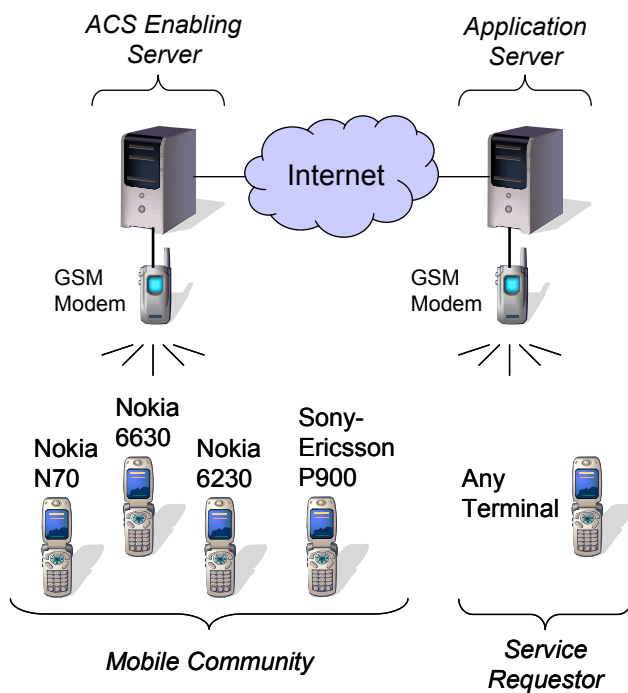 ACS Enabling
Server
Application
Server
Internet
GSM
Modem
GSM
Modem
Nokia
N70
Nokia
6630
Nokia
6230
Sony-
Ericsson
P900
Any
Terminal
Mobile Community
Service
Requestor